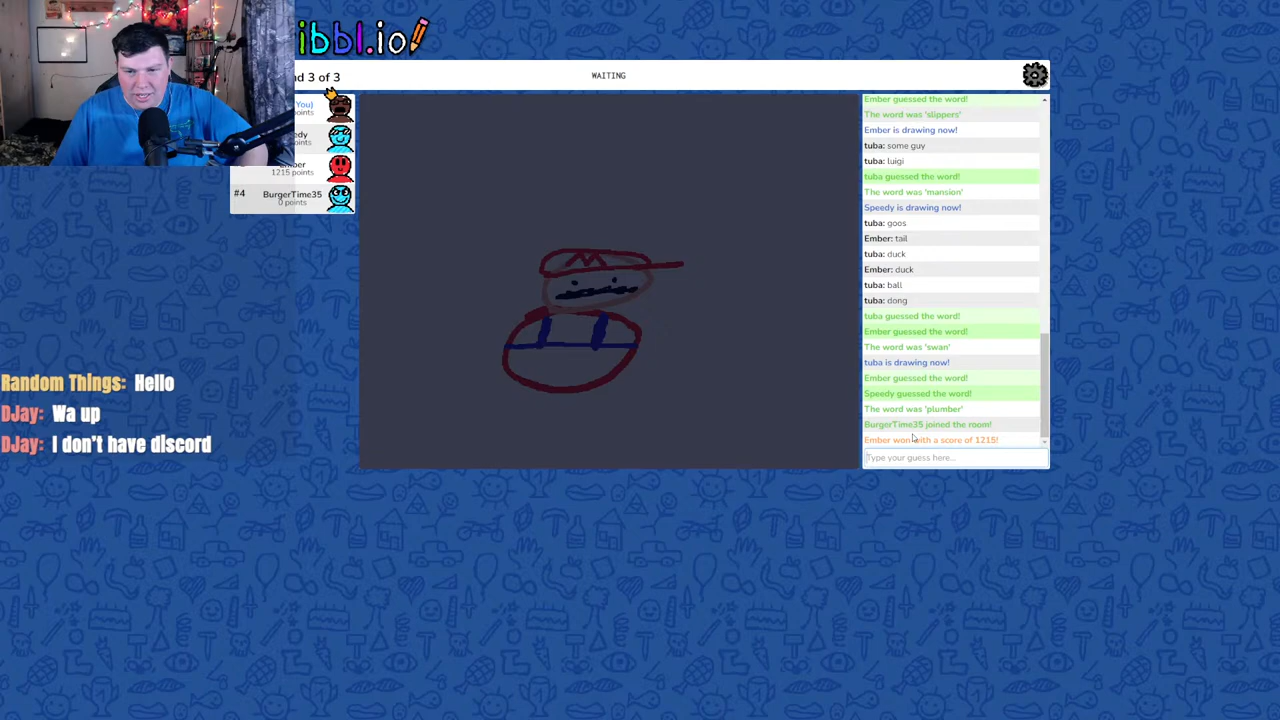 ibbl.io
nd 3 of 3
WAITING
You)
points
edy
points
1215 points
#4 BurgerTime35
0 points
Ember guessed the word!
The word was 'slippers'
Ember is drawing now!
tuba: some guy
tuba: luigi
tuba guessed the word!
The word was 'mansion'
Speedy is drawing now!
tuba: goos
Ember: tail
tuba: duck
Ember: duck
tuba: ball
tuba: dong
tuba guessed the word!
Ember guessed the word!
The word was 'swan'
tuba is drawing now!
Ember guessed the word!
Speedy guessed the word!
The word was 'plumber'
BurgerTime35 joined the room!
Ember won with a score of 1215!
Type your guess here...
M
Random Things: Hello
DJay: Wa up
DJay: I don't have discord